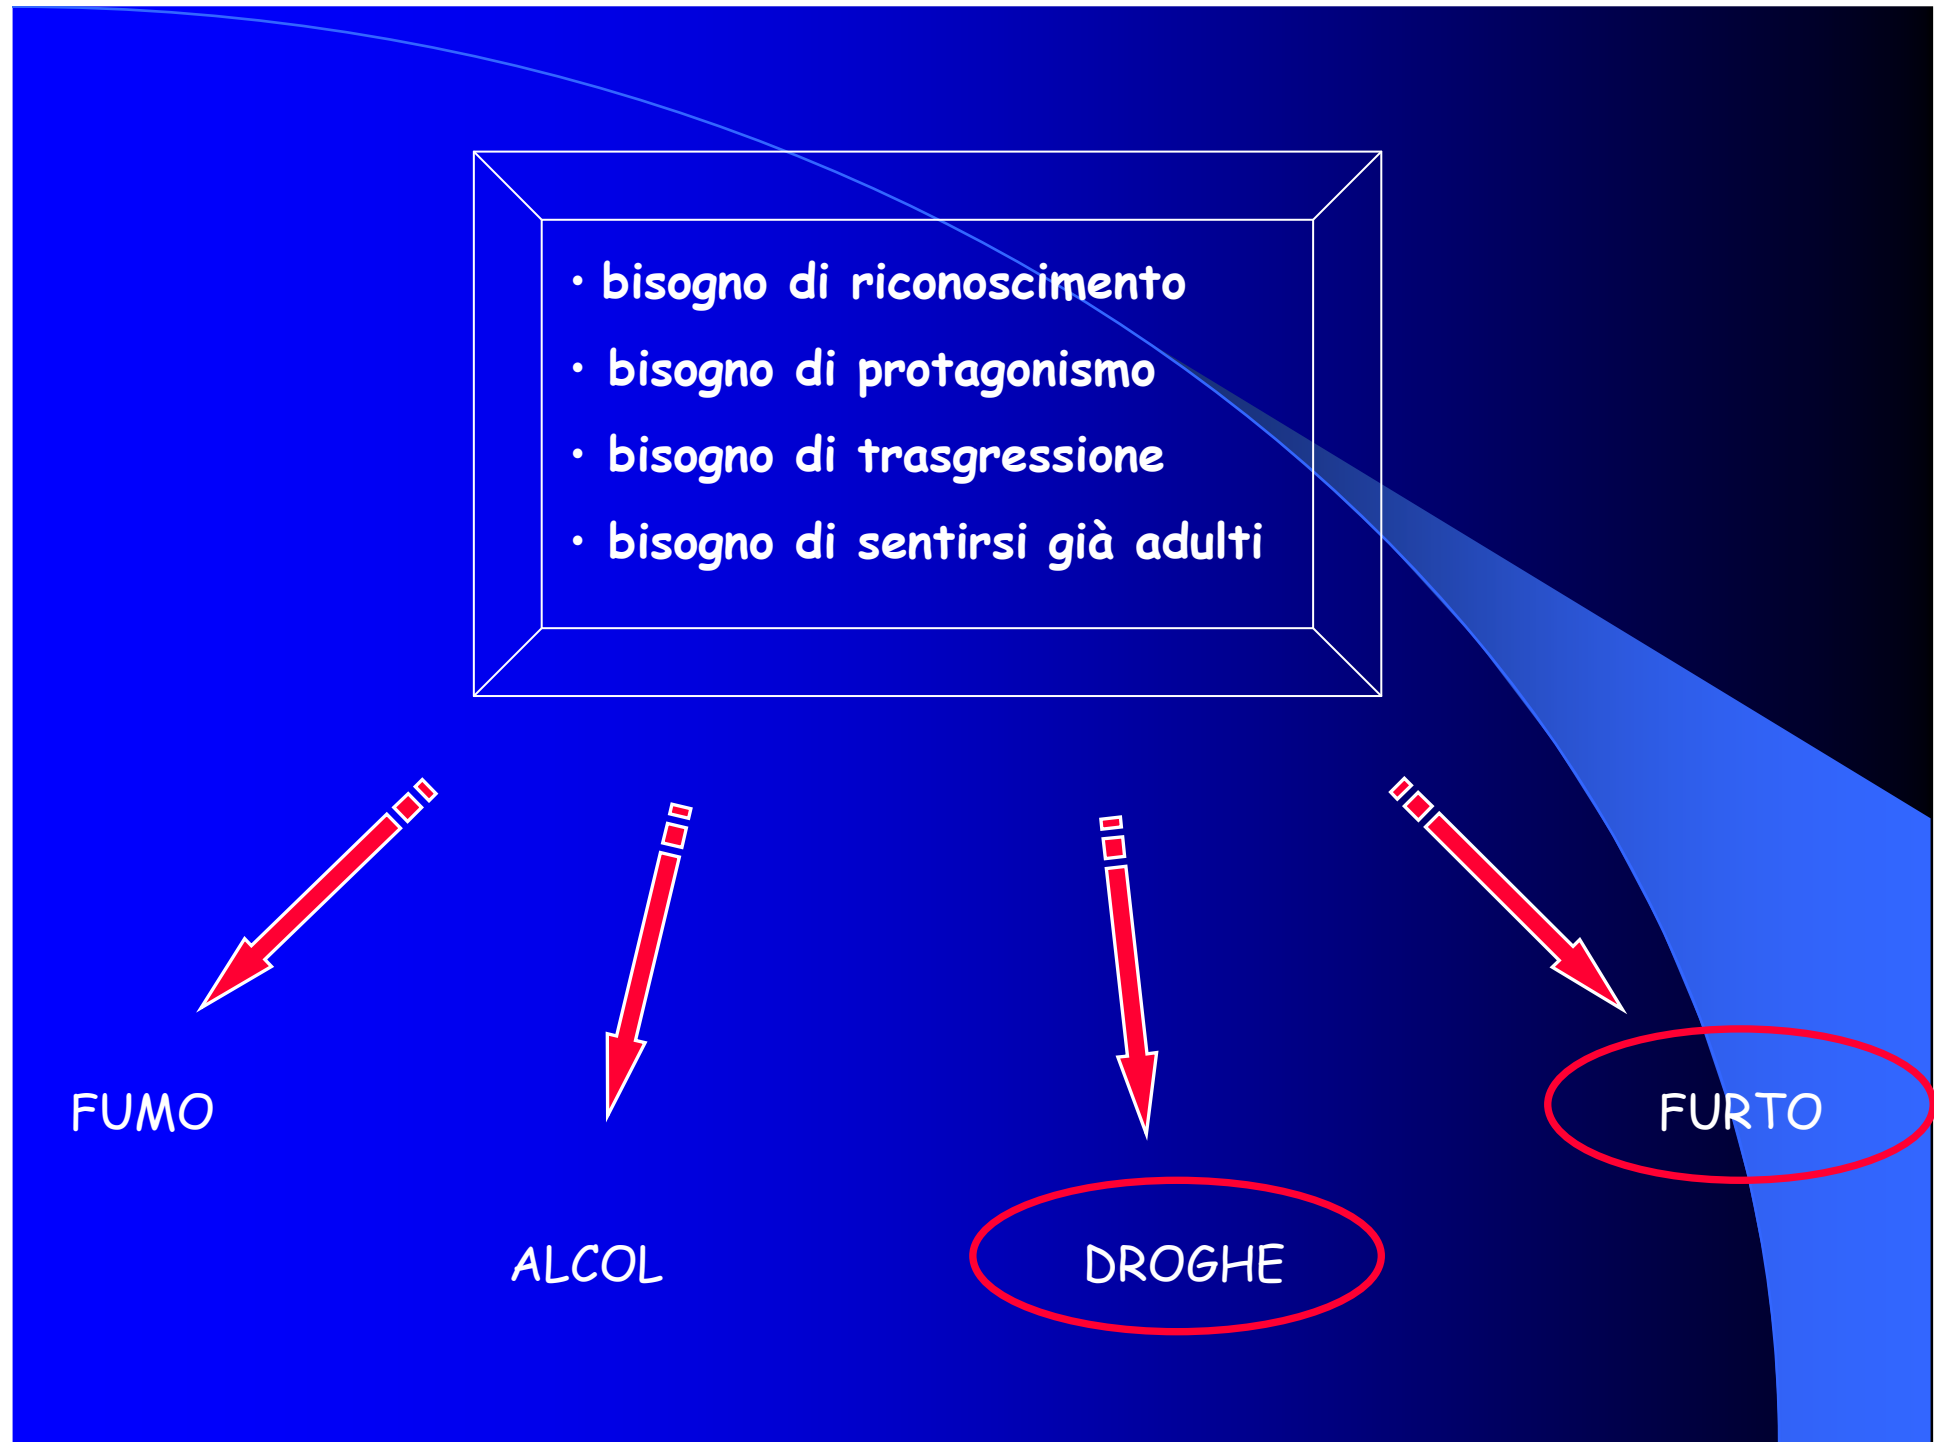 • bisogno di riconoscimento
• bisogno di protagonismo
• bisogno di trasgressione
• bisogno di sentirsi già adulti
FUMO
FURTO
ALCOL
DROGHE